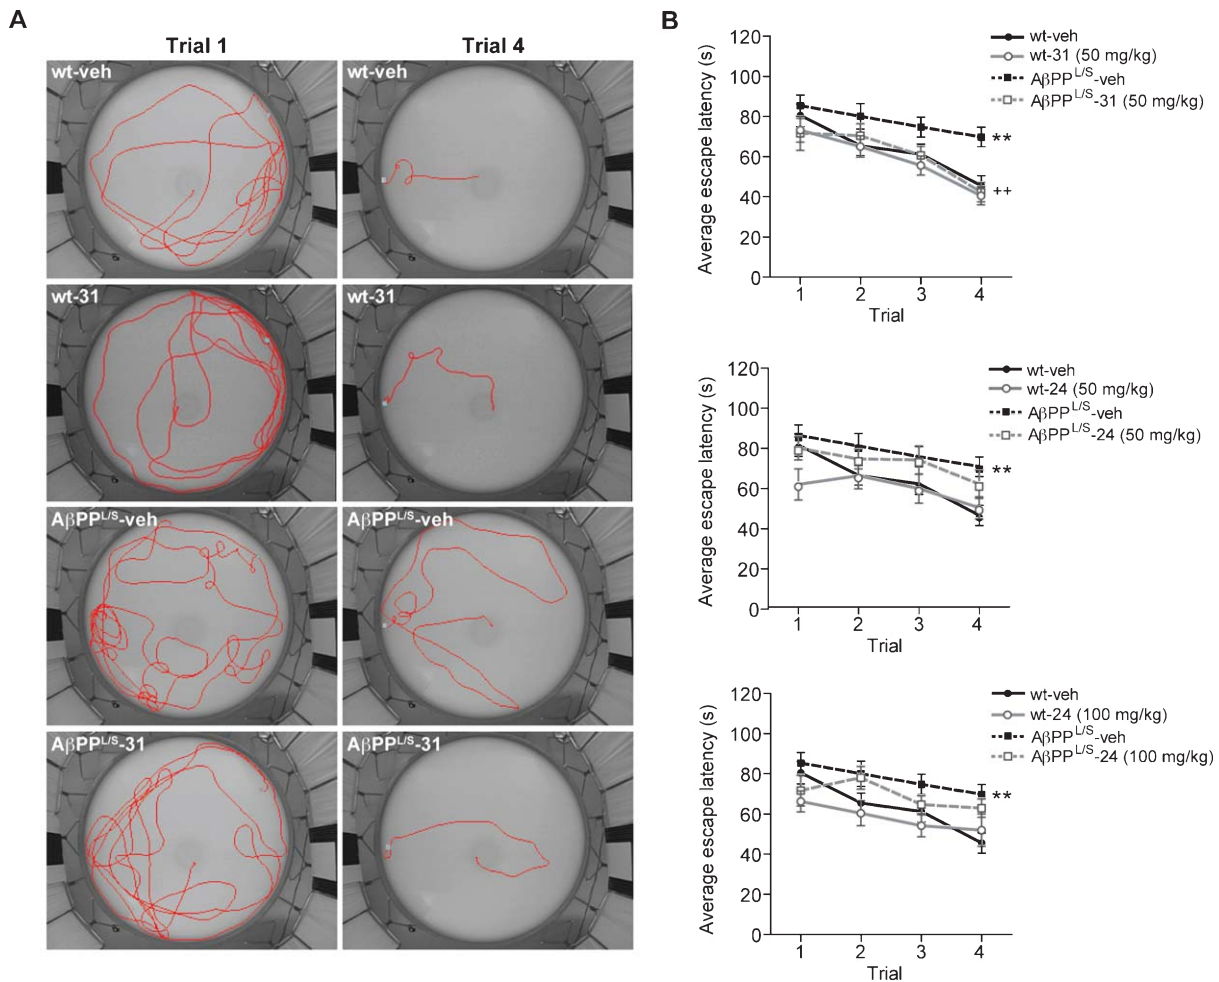 A
Trial 1
Trial 4
wt-veh
wt-veh
wt-31
wt-31
AβPPL/S-veh
AβPPL/S-veh
AβPPL/S-31
AβPPL/S-31
B
Average escape latency (s)
120
100
80
60
40
20
0
1 2 3 4
Trial
wt-veh
wt-31 (50 mg/kg)
AβPPL/S-veh
AβPPL/S-31 (50 mg/kg)
**
++
Average escape latency (s)
120
100
80
60
40
20
0
1 2 3 4
Trial
wt-veh
wt-24 (50 mg/kg)
AβPPL/S-veh
AβPPL/S-24 (50 mg/kg)
**
Average escape latency (s)
120
100
80
60
40
20
0
1 2 3 4
Trial
wt-veh
wt-24 (100 mg/kg)
AβPPL/S-veh
AβPPL/S-24 (100 mg/kg)
**